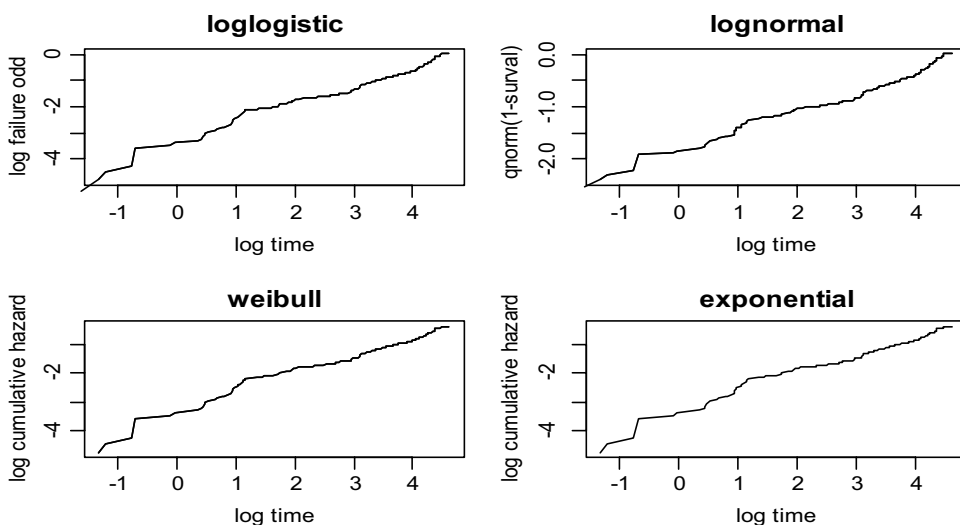 loglogistic
log failure odd
0
-2
-4
-1 0 1 2 3 4
log time
lognormal
qnorm(1-surval)
0.0
-1.0
-2.0
-1 0 1 2 3 4
log time
weibull
log cumulative hazard
-2
-4
-1 0 1 2 3 4
log time
exponential
log cumulative hazard
-2
-4
-1 0 1 2 3 4
log time